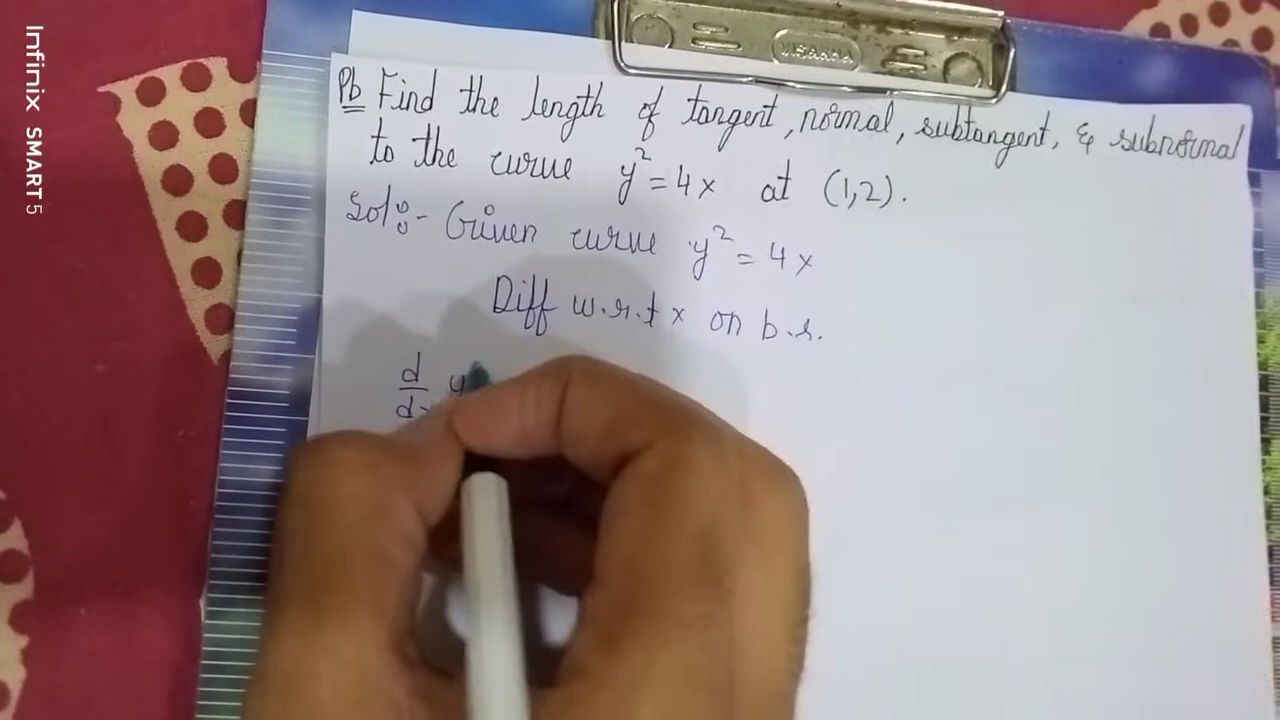 Pb Find the length of tangent, normal, subtangent, & subnormal
to the curve y² = 4x at (1,2).
Sol:- Given curve y² = 4x
Diff w.r.t x on b.s.
d/dx y
Infinix SMART 5